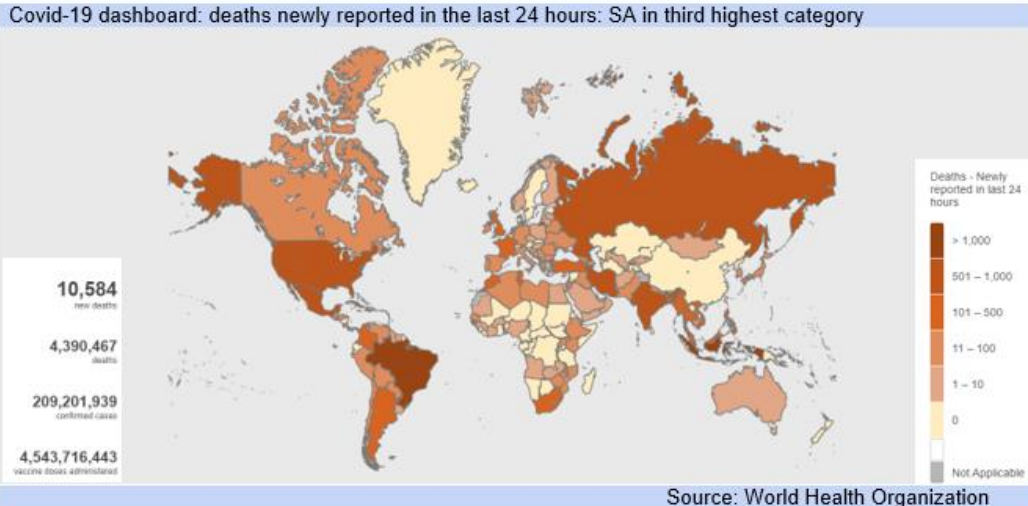 Covid-19 dashboard: deaths newly reported in the last 24 hours: SA in third highest category
Deaths - Newly
reported in last 24
hours
> 1,000
501 – 1,000
101 – 500
11 – 100
1 – 10
0
Not Applicable
10,584
new deaths
4,390,467
deaths
209,201,939
confirmed cases
4,543,716,443
vaccine doses administered
Source: World Health Organization